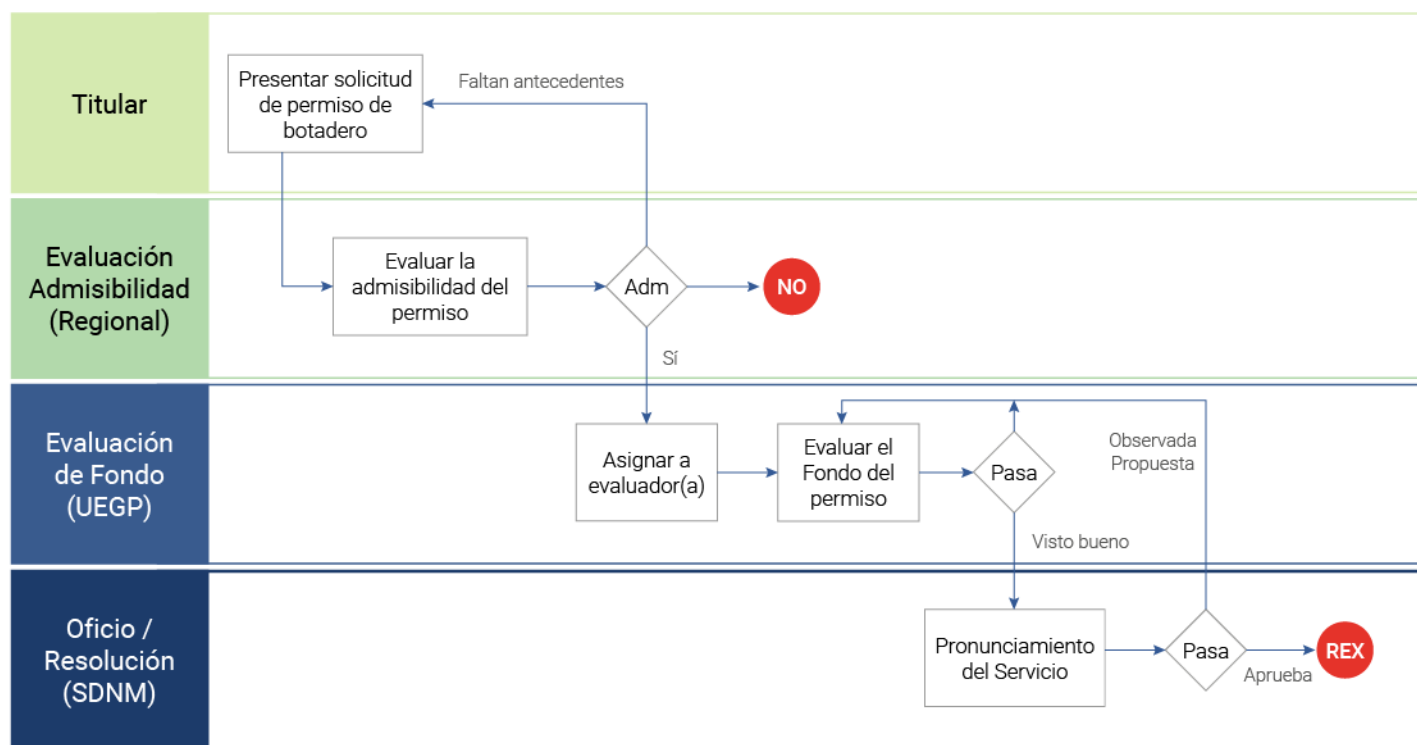 Titular
Presentar solicitud
de permiso de
botadero
Faltan antecedentes
Evaluación
Admisibilidad
(Regional)
Evaluar la
admisibilidad del
permiso
Adm
NO
Sí
Evaluación
de Fondo
(UEGP)
Asignar a
evaluador(a)
Evaluar el
Fondo del
permiso
Pasa
Observada
Propuesta
Visto bueno
Oficio /
Resolución
(SDNM)
Pronunciamiento
del Servicio
Pasa
Aprueba
REX